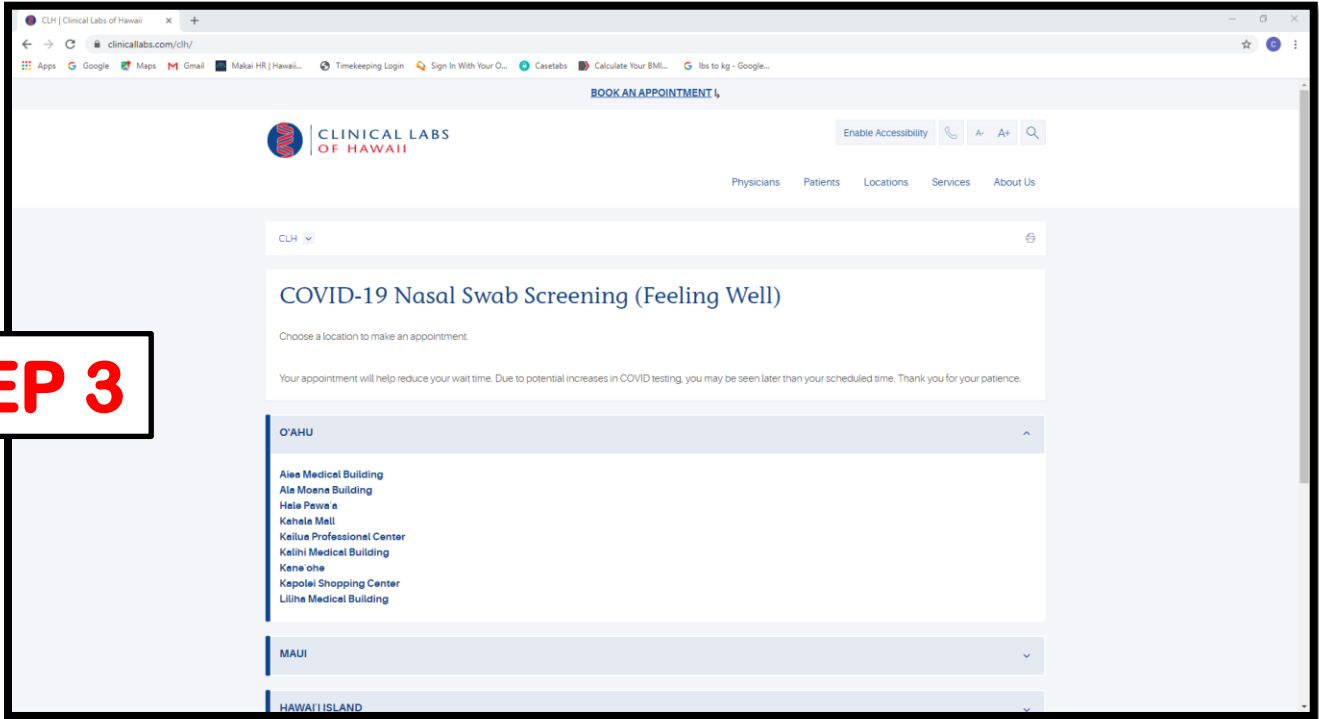 CLH | Clinical Labs of Hawaii
clinicallabs.com/clh/
Apps Google Maps Gmail Makai HR | Hawaii... Timekeeping Login Sign In With Your O... Casetabs Calculate Your BMI... lbs to kg - Google...
BOOK AN APPOINTMENT
CLINICAL LABS
OF HAWAII
Enable Accessibility A- A+
Physicians Patients Locations Services About Us
CLH
COVID-19 Nasal Swab Screening (Feeling Well)
Choose a location to make an appointment.
EP 3
Your appointment will help reduce your wait time. Due to potential increases in COVID testing, you may be seen later than your scheduled time. Thank you for your patience.
O'AHU
Aiea Medical Building
Ala Moana Building
Hale Pawa'a
Kahala Mall
Kailua Professional Center
Kalihi Medical Building
Kane'ohe
Kapolei Shopping Center
Liliha Medical Building
MAUI
HAWAI'I ISLAND